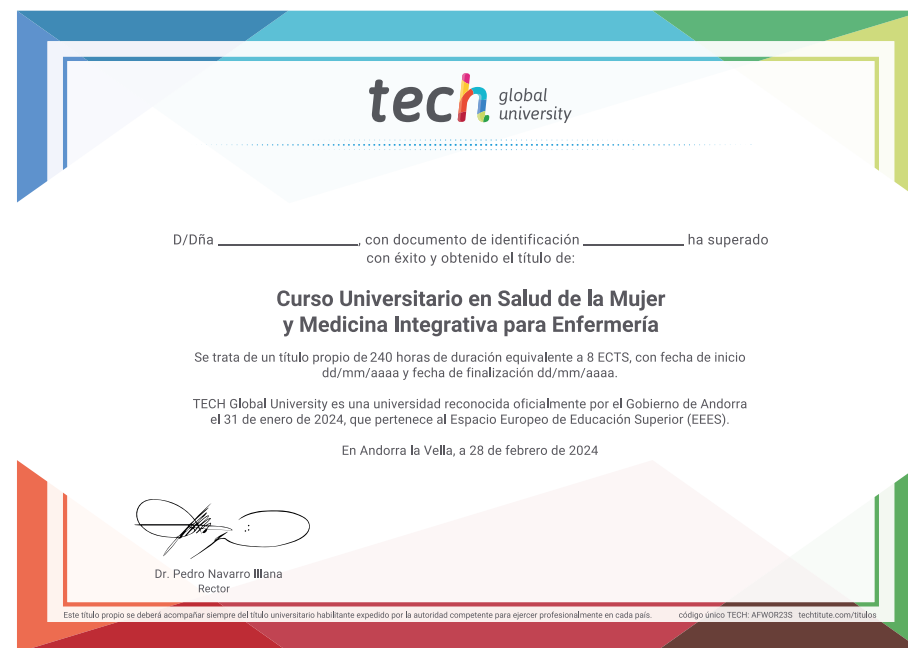 tech global university
D/Dña ____________________, con documento de identificación ______________ ha superado
con éxito y obtenido el título de:
Curso Universitario en Salud de la Mujer
y Medicina Integrativa para Enfermería
Se trata de un título propio de 240 horas de duración equivalente a 8 ECTS, con fecha de inicio
dd/mm/aaaa y fecha de finalización dd/mm/aaaa.
TECH Global University es una universidad reconocida oficialmente por el Gobierno de Andorra
el 31 de enero de 2024, que pertenece al Espacio Europeo de Educación Superior (EEES).
En Andorra la Vella, a 28 de febrero de 2024
Dr. Pedro Navarro Illana
Rector
Este título propio se deberá acompañar siempre del título universitario habilitante expedido por la autoridad competente para ejercer profesionalmente en cada país. código único TECH: AFWOR23S techtitute.com/titulos